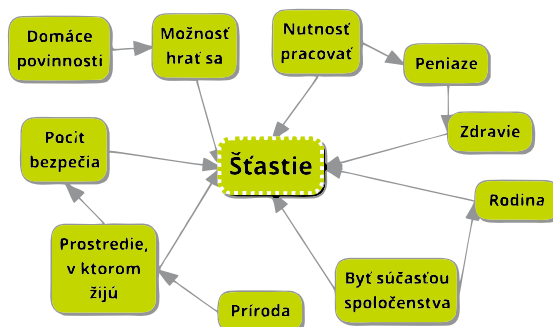 Domáce
povinnosti
Možnosť
hrať sa
Nutnosť
pracovať
Peniaze
Pocit
bezpečia
Šťastie
Zdravie
Rodina
Prostredie,
v ktorom
žijú
Príroda
Byť súčasťou
spoločenstva